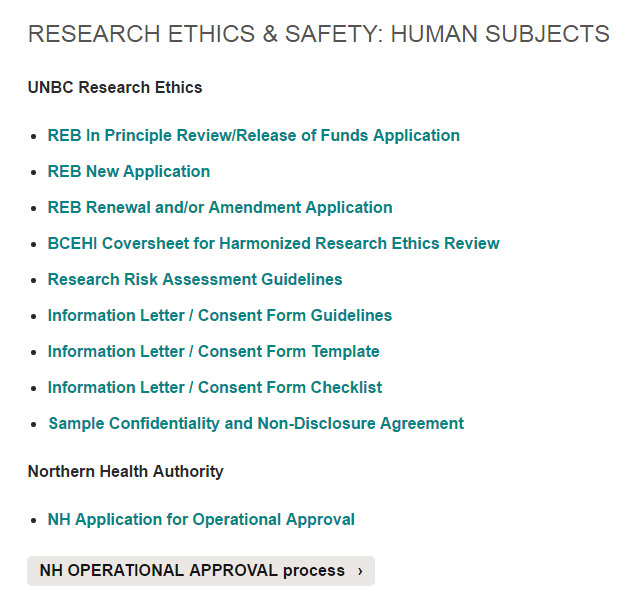 RESEARCH ETHICS & SAFETY: HUMAN SUBJECTS
UNBC Research Ethics
• REB In Principle Review/Release of Funds Application
• REB New Application
• REB Renewal and/or Amendment Application
• BCEHI Coversheet for Harmonized Research Ethics Review
• Research Risk Assessment Guidelines
• Information Letter / Consent Form Guidelines
• Information Letter / Consent Form Template
• Information Letter / Consent Form Checklist
• Sample Confidentiality and Non-Disclosure Agreement
Northern Health Authority
• NH Application for Operational Approval
NH OPERATIONAL APPROVAL process ›